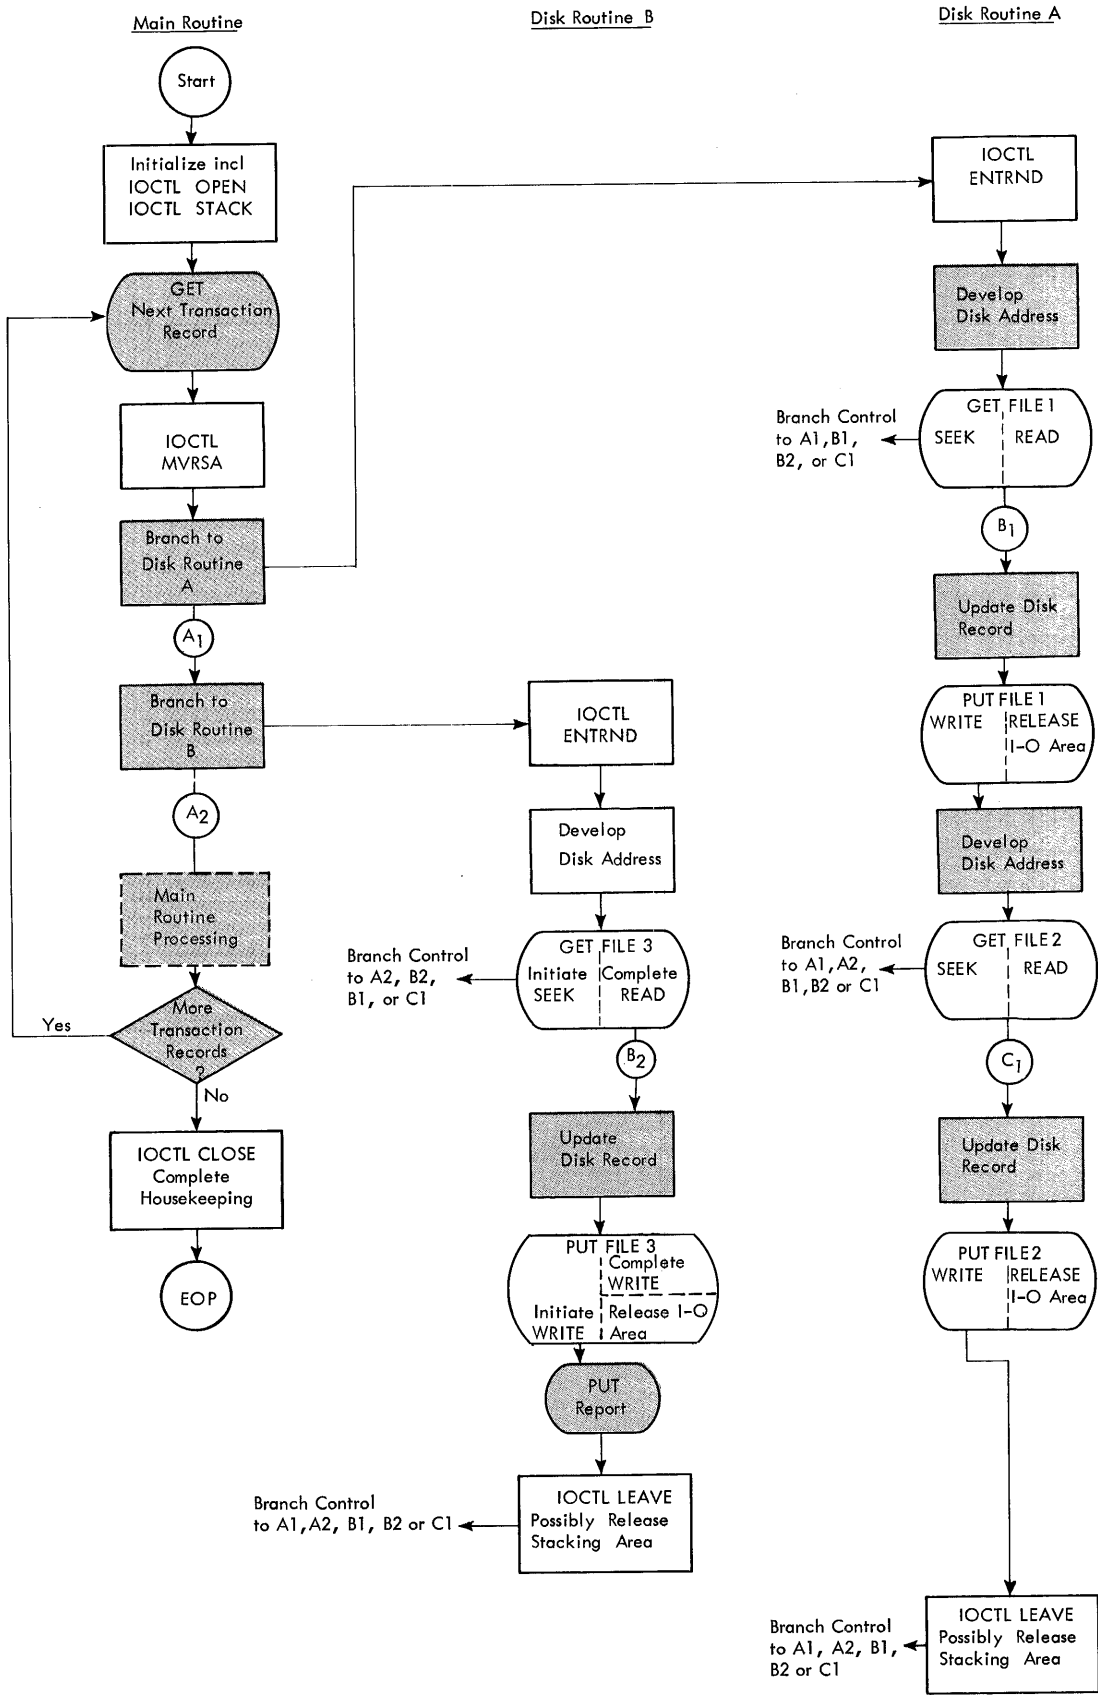 Main Routine
Start
Initialize incl
IOCTL OPEN
IOCTL STACK
GET
Next Transaction
Record
IOCTL
MVRSA
Branch to
Disk Routine
A
A1
Branch to
Disk Routine
B
A2
Main
Routine
Processing
More
Transaction
Records
?
Yes
No
IOCTL CLOSE
Complete
Housekeeping
EOP
Disk Routine B
IOCTL
ENTRND
Develop
Disk Address
GET FILE 3
Initiate
SEEK
Complete
READ
Branch Control
to A2, B2,
B1, or C1
B2
Update
Disk Record
PUT FILE 3
Complete
WRITE
Initiate
WRITE
Release I-O
Area
PUT
Report
IOCTL LEAVE
Possibly Release
Stacking Area
Branch Control
to A1,A2, B1, B2 or C1
Disk Routine A
IOCTL
ENTRND
Develop
Disk Address
GET FILE 1
SEEK
READ
Branch Control
to A1,B1,
B2, or C1
B1
Update Disk
Record
PUT FILE 1
WRITE
RELEASE
I-O Area
Develop
Disk Address
GET FILE 2
SEEK
READ
Branch Control
to A1,A2,
B1,B2 or C1
C1
Update Disk
Record
PUT FILE 2
WRITE
RELEASE
I-O Area
IOCTL LEAVE
Possibly Release
Stacking Area
Branch Control
to A1, A2, B1,
B2 or C1